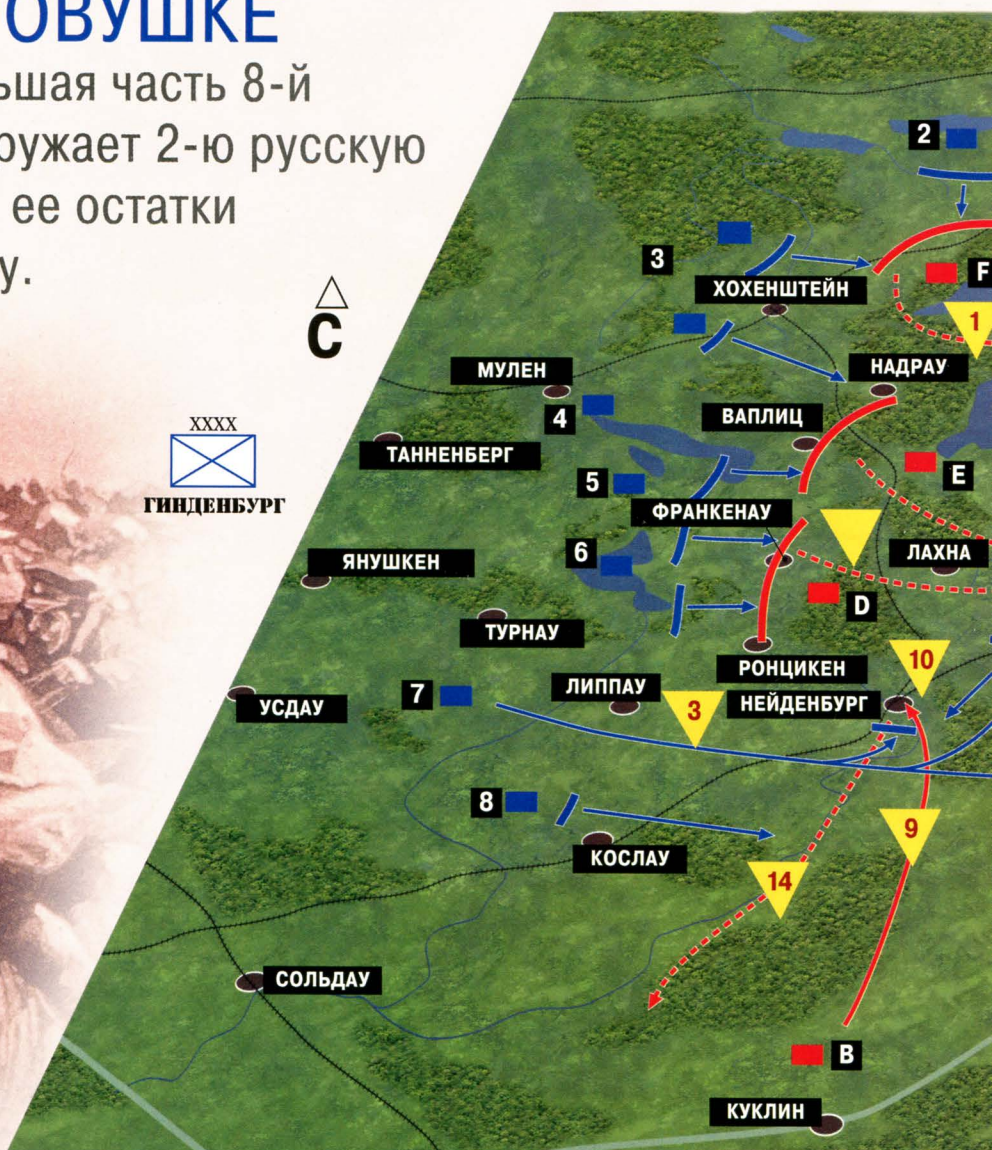 ОВУШКЕ
ьшая часть 8-й
ружает 2-ю русскую
ее остатки
у.
С
XXXX
ГИНДЕНБУРГ
2
3
ХОХЕНШТЕЙН
F
1
МУЛЕН
НАДРАУ
4
ВАПЛИЦ
ТАННЕНБЕРГ
E
5
ФРАНКЕНАУ
6
ЯНУШКЕН
ЛАХНА
D
ТУРНАУ
РОНЦИКЕН
10
ЛИППАУ
7
НЕЙДЕНБУРГ
УСДАУ
3
8
9
КОСЛАУ
14
СОЛЬДАУ
B
КУКЛИН